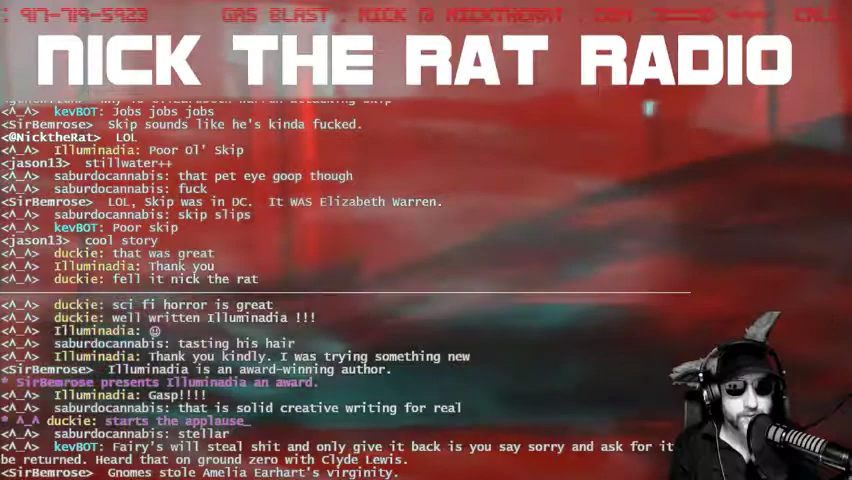 : 917-719-5923 GAS BLAST : NICK @ NICKTHERAT . COM
NICK THE RAT RADIO
<^_^> kevBOT: Jobs jobs jobs
<SirBemrose> Skip sounds like he's kinda fucked.
<@NicktheRat> LOL
<^_^> Illuminadia: Poor Ol' Skip
<jason13> stillwater++
<^_^> saburdocannabis: that pet eye goop though
<^_^> saburdocannabis: fuck
<SirBemrose> LOL, Skip was in DC. It WAS Elizabeth Warren.
<^_^> saburdocannabis: skip slips
<^_^> kevBOT: Poor skip
<jason13> cool story
<^_^> duckie: that was great
<^_^> Illuminadia: Thank you
<^_^> duckie: fell it nick the rat
<^_^> duckie: sci fi horror is great
<^_^> duckie: well written Illuminadia !!!
<^_^> Illuminadia: 😃
<^_^> saburdocannabis: tasting his hair
<^_^> Illuminadia: Thank you kindly. I was trying something new
<SirBemrose> Illuminadia is an award-winning author.
* SirBemrose presents Illuminadia an award.
<^_^> Illuminadia: Gasp!!!!
<^_^> saburdocannabis: that is solid creative writing for real
* ^_^ duckie: starts the applause_
<^_^> saburdocannabis: stellar
<^_^> kevBOT: Fairy's will steal shit and only give it back is you say sorry and ask for it
be returned. Heard that on ground zero with Clyde Lewis.
<SirBemrose> Gnomes stole Amelia Earhart's virginity.